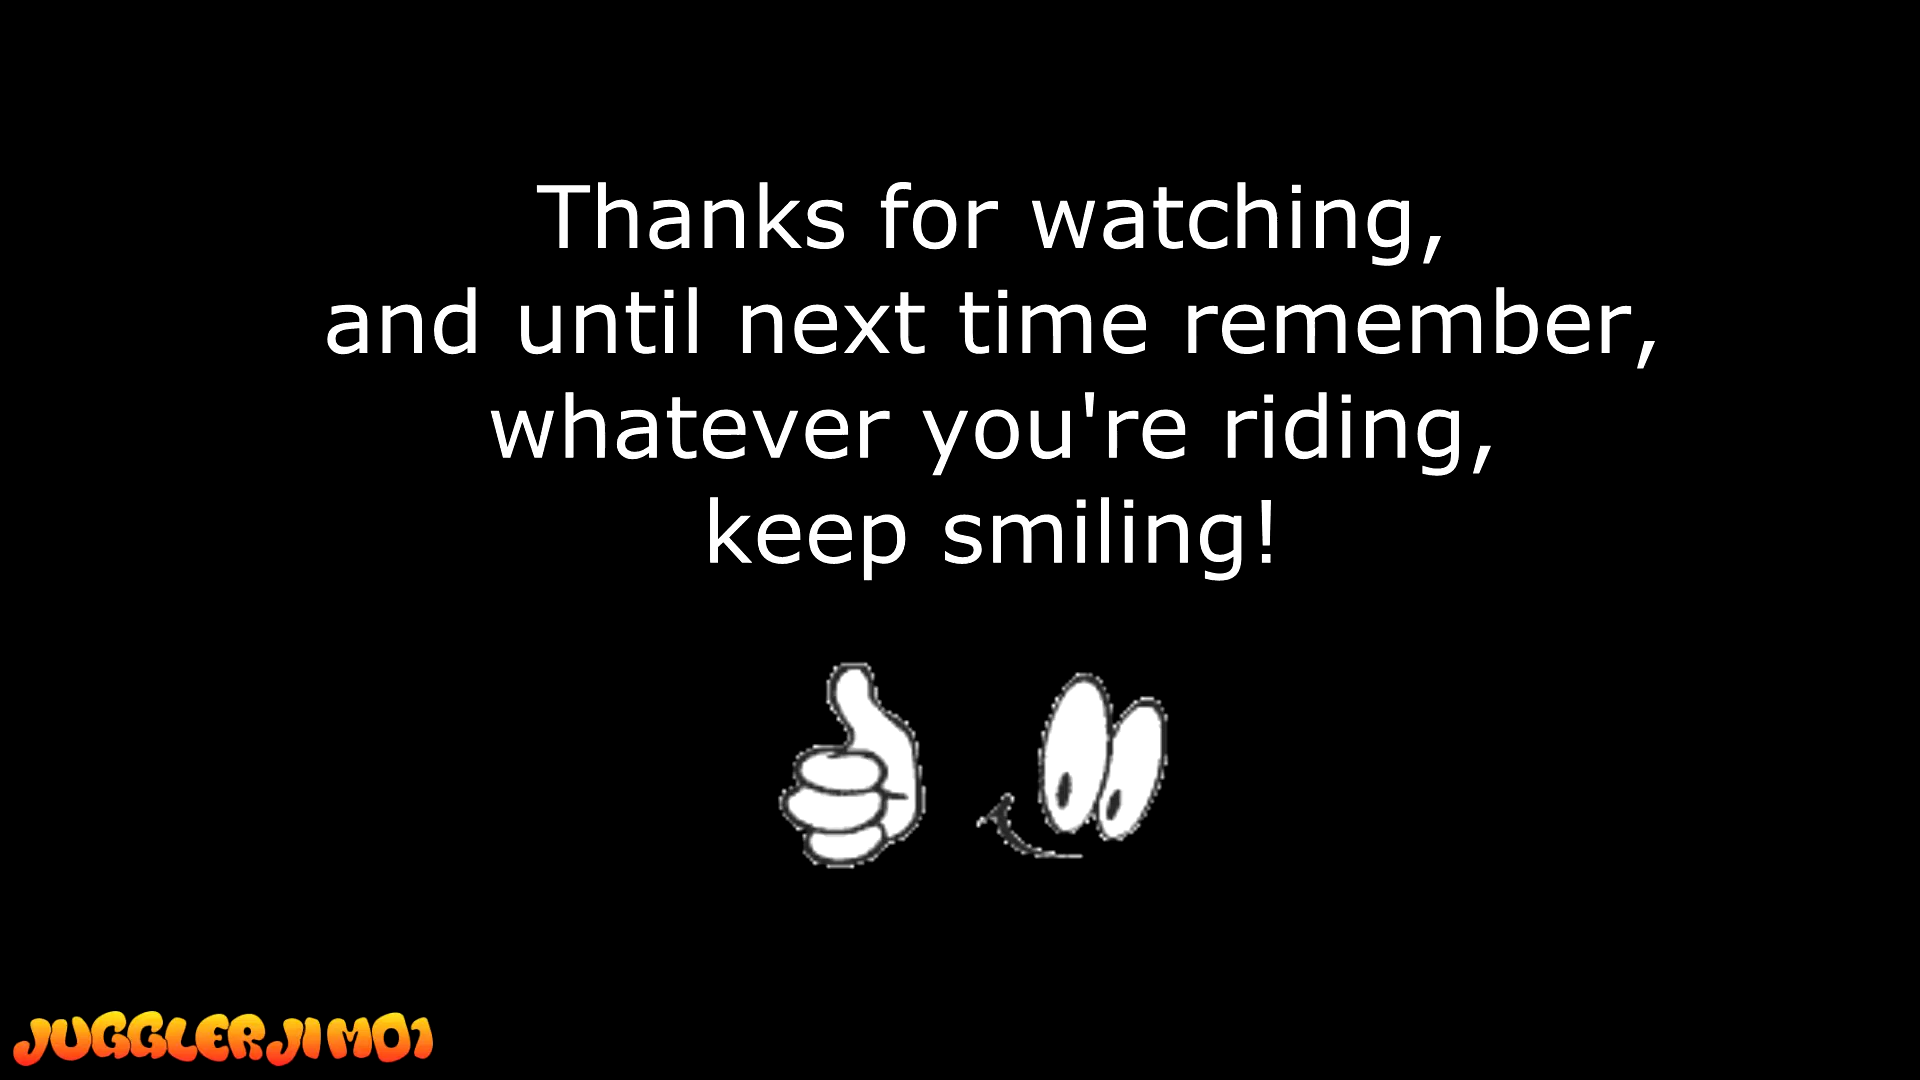 Thanks for watching,
and until next time remember,
whatever you're riding,
keep smiling!
JUGGLERJIM01